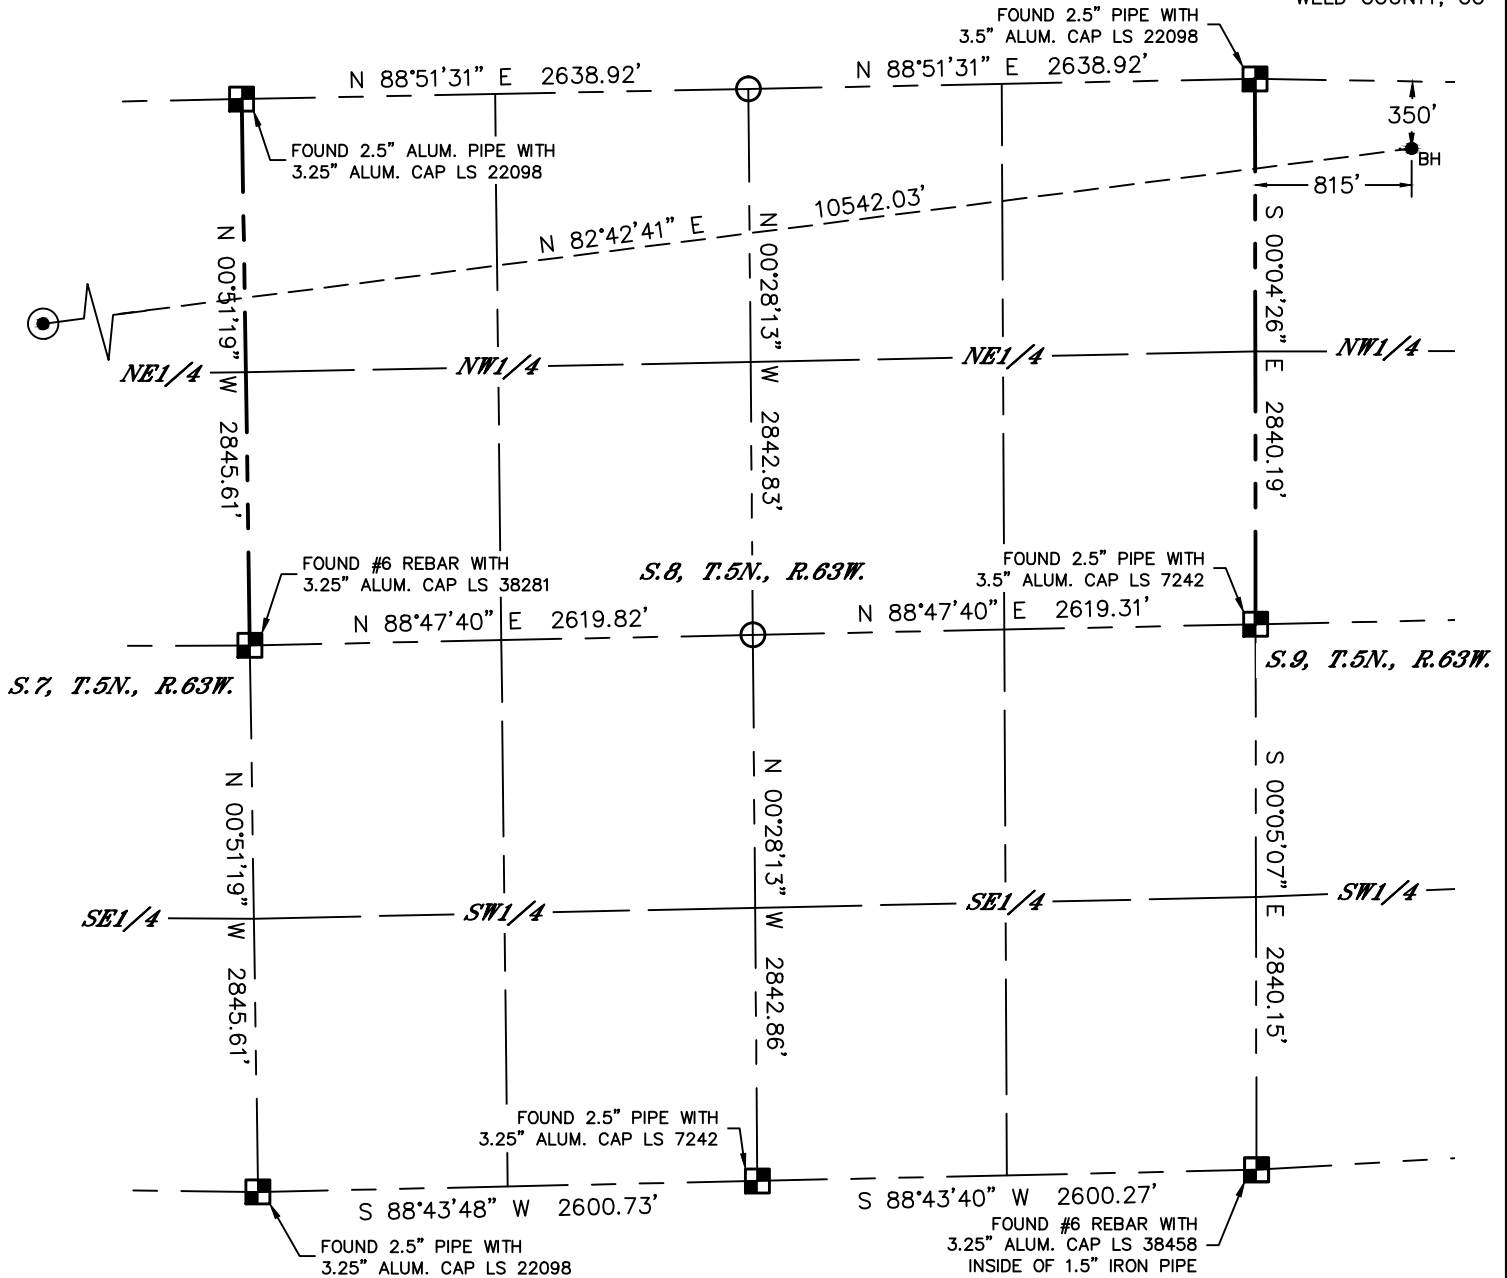 FOUND 2.5" PIPE WITH
3.5" ALUM. CAP LS 22098
N 88°51'31" E 2638.92'
N 88°51'31" E 2638.92'
350'
FOUND 2.5" ALUM. PIPE WITH
3.25" ALUM. CAP LS 22098
BH
815'
N 82°42'41" E 10542.03'
N 00°51'19" W 2845.61'
N 00°28'13" W 2842.83'
S 00°04'26" E 2840.19'
NE1/4
NW1/4
NE1/4
NW1/4
FOUND #6 REBAR WITH
3.25" ALUM. CAP LS 38281
S.8, T.5N., R.63W.
FOUND 2.5" PIPE WITH
3.5" ALUM. CAP LS 7242
N 88°47'40" E 2619.82'
N 88°47'40" E 2619.31'
S.7, T.5N., R.63W.
S.9, T.5N., R.63W.
N 00°51'19" W 2845.61'
N 00°28'13" W 2842.86'
S 00°05'07" E 2840.15'
SE1/4
SW1/4
SE1/4
SW1/4
FOUND 2.5" PIPE WITH
3.25" ALUM. CAP LS 7242
S 88°43'48" W 2600.73'
S 88°43'40" W 2600.27'
FOUND 2.5" PIPE WITH
3.25" ALUM. CAP LS 22098
FOUND #6 REBAR WITH
3.25" ALUM. CAP LS 38458
INSIDE OF 1.5" IRON PIPE